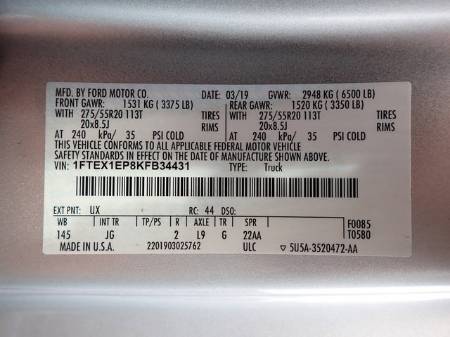 MFD. BY FORD MOTOR CO. DATE: 03/19 GVWR: 2948 KG ( 6500 LB)
FRONT GAWR: 1531 KG ( 3375 LB) REAR GAWR: 1520 KG ( 3350 LB)
WITH 275/55R20 113T TIRES WITH 275/55R20 113T TIRES
20x8.5J RIMS 20x8.5J RIMS
AT 240 kPa/ 35 PSI COLD AT 240 kPa/ 35 PSI COLD
THIS VEHICLE CONFORMS TO ALL APPLICABLE FEDERAL MOTOR VEHICLE
SAFETY STANDARDS IN EFFECT ON THE DATE OF MANUFACTURE SHOWN ABOVE.
VIN: 1FTEX1EP8KFB34431 TYPE: Truck
EXT PNT: UX RC: 44 DSO:
WB INT TR TP/PS R AXLE TR SPR F0085
145 JG 2 L9 G 22AA T0580
MADE IN U.S.A. 2201903025762 ULC 5U5A-3520472-AA